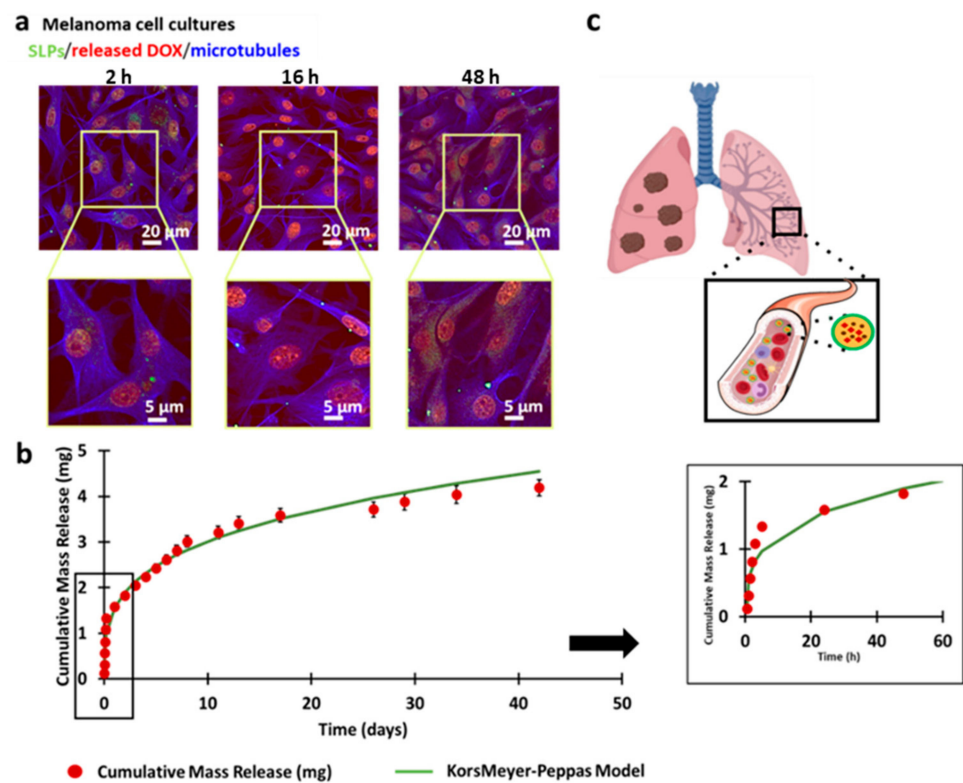 a Melanoma cell cultures
SLPs/released DOX/microtubules
2 h 16 h 48 h
20 μm 20 μm 20 μm
5 μm 5 μm 5 μm
c
b
Cumulative Mass Release (mg)
5
4
3
2
1
0
0 10 20 30 40 50
Time (days)
Cumulative Mass Release (mg)
2
1
0
0 20 40 60
Time (h)
Cumulative Mass Release (mg) KorsMeyer-Peppas Model